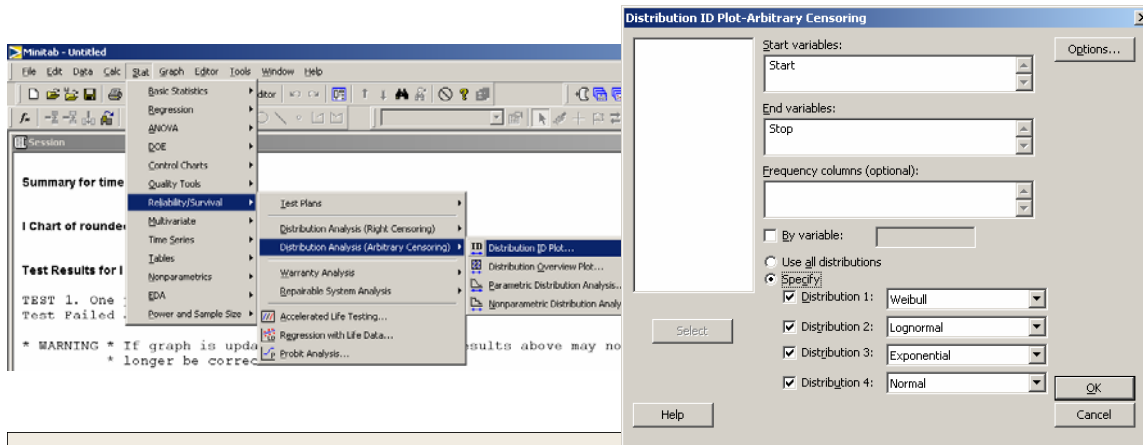 Minitab - Untitled
File Edit Data Calc Stat Graph Editor Tools Window Help
Session
Summary for time
I Chart of rounde
Test Results for I
TEST 1. One
Test Failed
* WARNING * If graph is upda
esults above may no
* longer be correc
Basic Statistics
Regression
ANOVA
DOE
Control Charts
Quality Tools
Reliability/Survival
Multivariate
Time Series
Tables
Nonparametrics
EDA
Power and Sample Size
Test Plans
Distribution Analysis (Right Censoring)
Distribution Analysis (Arbitrary Censoring)
Warranty Analysis
Repairable System Analysis
Accelerated Life Testing...
Regression with Life Data...
Probit Analysis...
Distribution ID Plot...
Distribution Overview Plot...
Parametric Distribution Analysis...
Nonparametric Distribution Analy
Distribution ID Plot-Arbitrary Censoring
Start variables:
Start
Options...
End variables:
Stop
Frequency columns (optional):
By variable:
Use all distributions
Specify
Distribution 1: Weibull
Distribution 2: Lognormal
Distribution 3: Exponential
Distribution 4: Normal
Select
OK
Help
Cancel